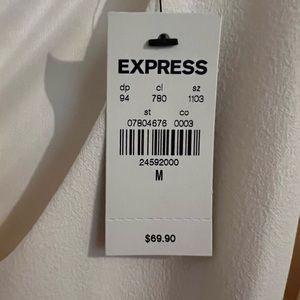 EXPRESS
dp cl sz
94 780 1103
st co
07804676 0003
24592000
M
$69.90